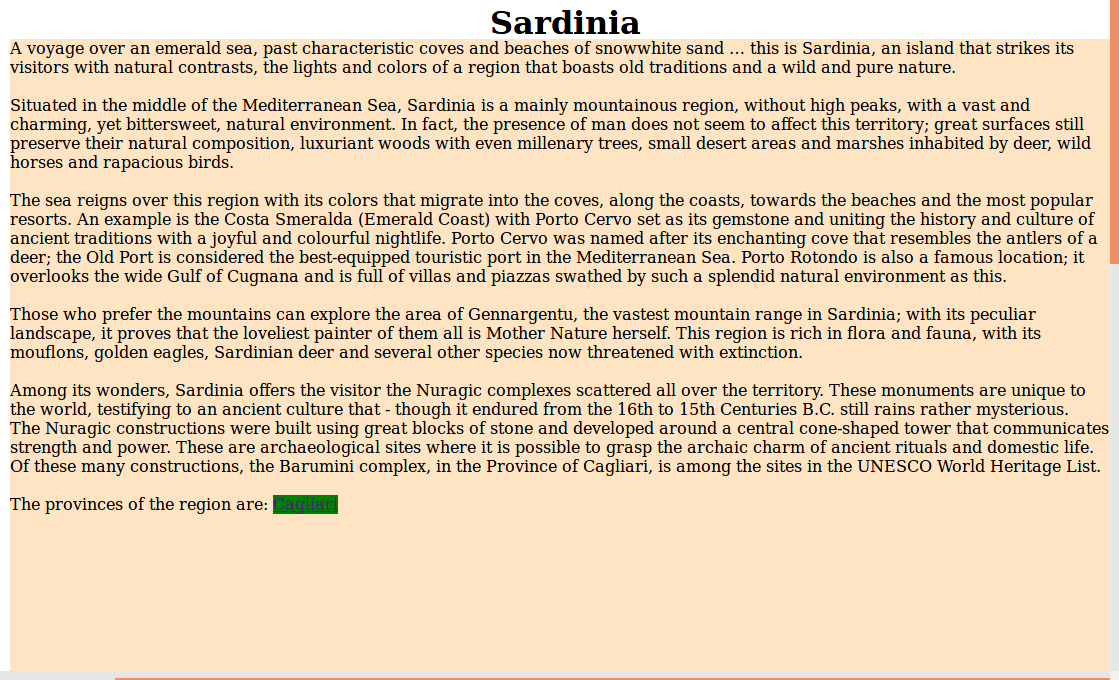 Sardinia
A voyage over an emerald sea, past characteristic coves and beaches of snowwhite sand … this is Sardinia, an island that strikes its
visitors with natural contrasts, the lights and colors of a region that boasts old traditions and a wild and pure nature.
Situated in the middle of the Mediterranean Sea, Sardinia is a mainly mountainous region, without high peaks, with a vast and
charming, yet bittersweet, natural environment. In fact, the presence of man does not seem to affect this territory; great surfaces still
preserve their natural composition, luxuriant woods with even millenary trees, small desert areas and marshes inhabited by deer, wild
horses and rapacious birds.
The sea reigns over this region with its colors that migrate into the coves, along the coasts, towards the beaches and the most popular
resorts. An example is the Costa Smeralda (Emerald Coast) with Porto Cervo set as its gemstone and uniting the history and culture of
ancient traditions with a joyful and colourful nightlife. Porto Cervo was named after its enchanting cove that resembles the antlers of a
deer; the Old Port is considered the best-equipped touristic port in the Mediterranean Sea. Porto Rotondo is also a famous location; it
overlooks the wide Gulf of Cugnana and is full of villas and piazzas swathed by such a splendid natural environment as this.
Those who prefer the mountains can explore the area of Gennargentu, the vastest mountain range in Sardinia; with its peculiar
landscape, it proves that the loveliest painter of them all is Mother Nature herself. This region is rich in flora and fauna, with its
mouflons, golden eagles, Sardinian deer and several other species now threatened with extinction.
Among its wonders, Sardinia offers the visitor the Nuragic complexes scattered all over the territory. These monuments are unique to
the world, testifying to an ancient culture that - though it endured from the 16th to 15th Centuries B.C. still rains rather mysterious.
The Nuragic constructions were built using great blocks of stone and developed around a central cone-shaped tower that communicates
strength and power. These are archaeological sites where it is possible to grasp the archaic charm of ancient rituals and domestic life.
Of these many constructions, the Barumini complex, in the Province of Cagliari, is among the sites in the UNESCO World Heritage List.
The provinces of the region are: Cagliari